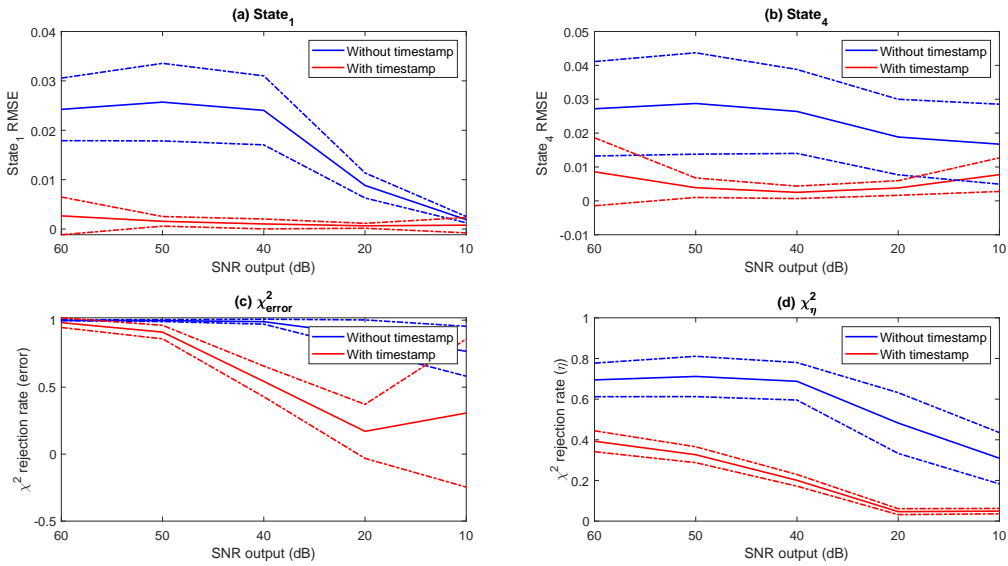 (a) State₁
0.04
0.03
0.02
0.01
0
State₁ RMSE
Without timestamp
With timestamp
60
50
40
20
10
SNR output (dB)
(b) State₄
0.05
0.04
0.03
0.02
0.01
0
-0.01
State₄ RMSE
Without timestamp
With timestamp
60
50
40
20
10
SNR output (dB)
(c) χ²error
1
0.5
0
-0.5
χ² rejection rate (error)
Without timestamp
With timestamp
60
50
40
20
10
SNR output (dB)
(d) χ²η
1
0.8
0.6
0.4
0.2
0
χ² rejection rate (η)
Without timestamp
With timestamp
60
50
40
20
10
SNR output (dB)